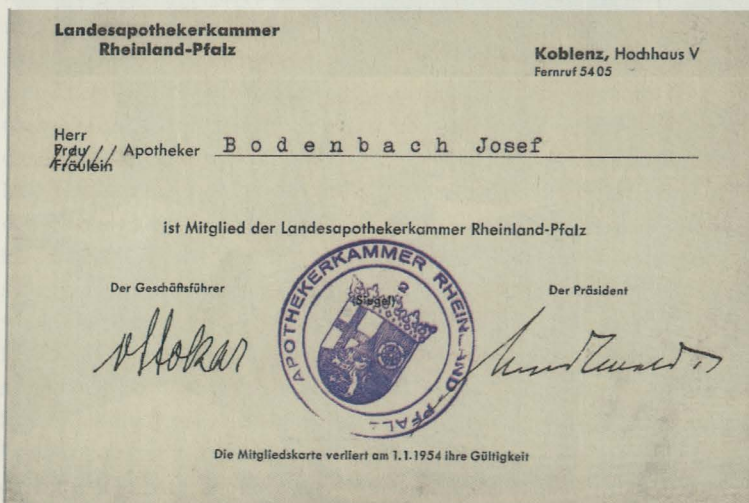 Landesapothekerkammer
Rheinland-Pfalz
Koblenz, Hochhaus V
Fernruf 5405
Herr
Frau
Fräulein
Apotheker Bodenbach Josef
ist Mitglied der Landesapothekerkammer Rheinland-Pfalz
Der Geschäftsführer
(Siegel)
Der Präsident
APOTHEKERKAMMER RHEINLAND-PFALZ
2
Die Mitgliedskarte verliert am 1.1.1954 ihre Gültigkeit